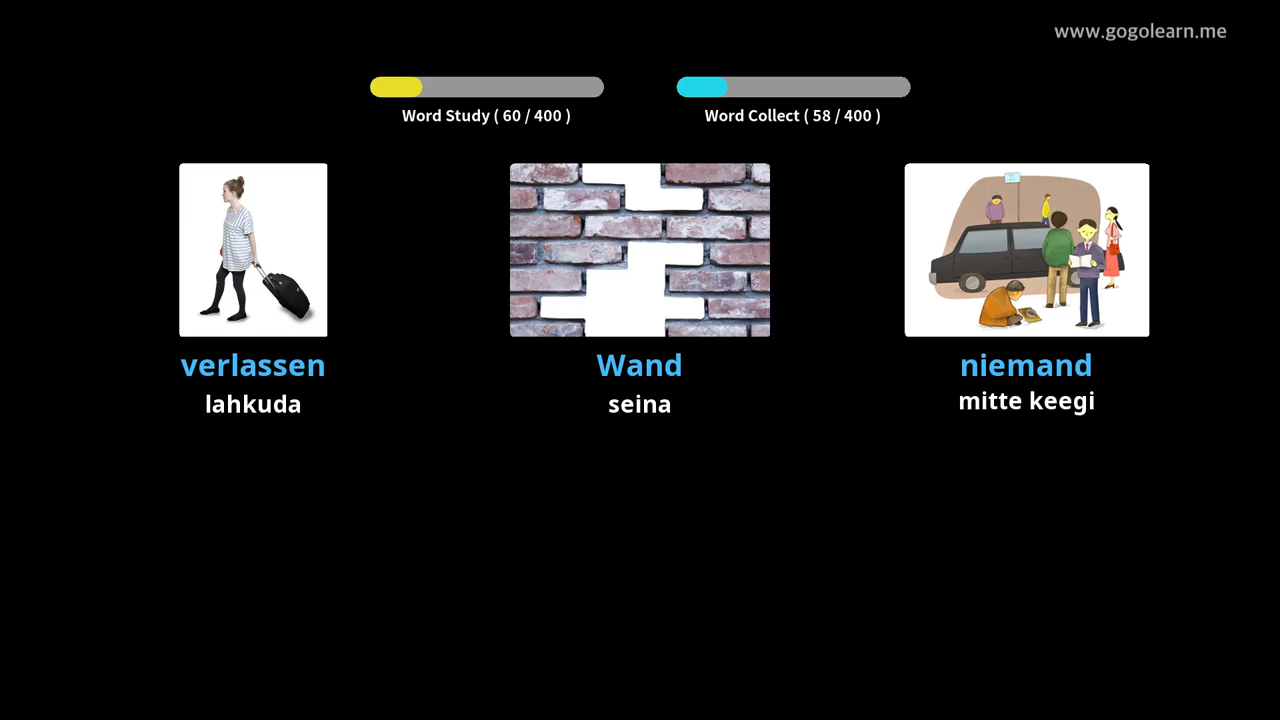 www.gogolearn.me
Word Study ( 60 / 400 )
Word Collect ( 58 / 400 )
verlassen
lahkuda
Wand
seina
niemand
mitte keegi